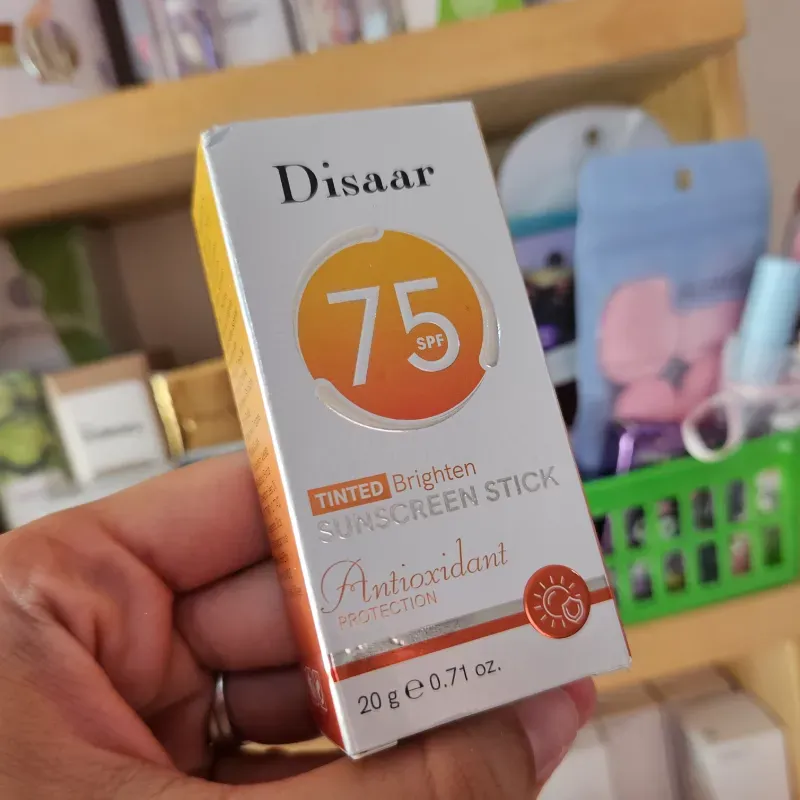 Disaar
75
SPF
TINTED Brighten
SUNSCREEN STICK
Antioxidant
PROTECTION
20 g e 0.71 oz.